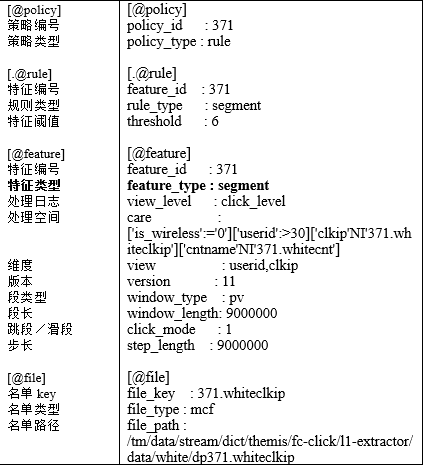 [@policy] [@policy]
策略编号 policy_id : 371
策略类型 policy_type : rule
[.@rule] [.@rule]
特征编号 feature_id : 371
规则类型 rule_type : segment
特征阈值 threshold : 6
[@feature] [@feature]
特征编号 feature_id : 371
特征类型 feature_type : segment
处理日志 view_level : click_level
处理空间 care :
['is_wireless':='0']['userid':>30]['clkip'NI'371.wh
iteclkip']['cntname'NI'371.whitecnt']
维度 view : userid,clkip
版本 version : 11
段类型 window_type : pv
段长 window_length: 9000000
跳段／滑段 click_mode : 1
步长 step_length : 9000000
[@file] [@file]
名单 key file_key : 371.whiteclkip
名单类型 file_type : mcf
名单路径 file_path :
/tm/data/stream/dict/themis/fc-click/l1-extractor/
data/white/dp371.whiteclkip